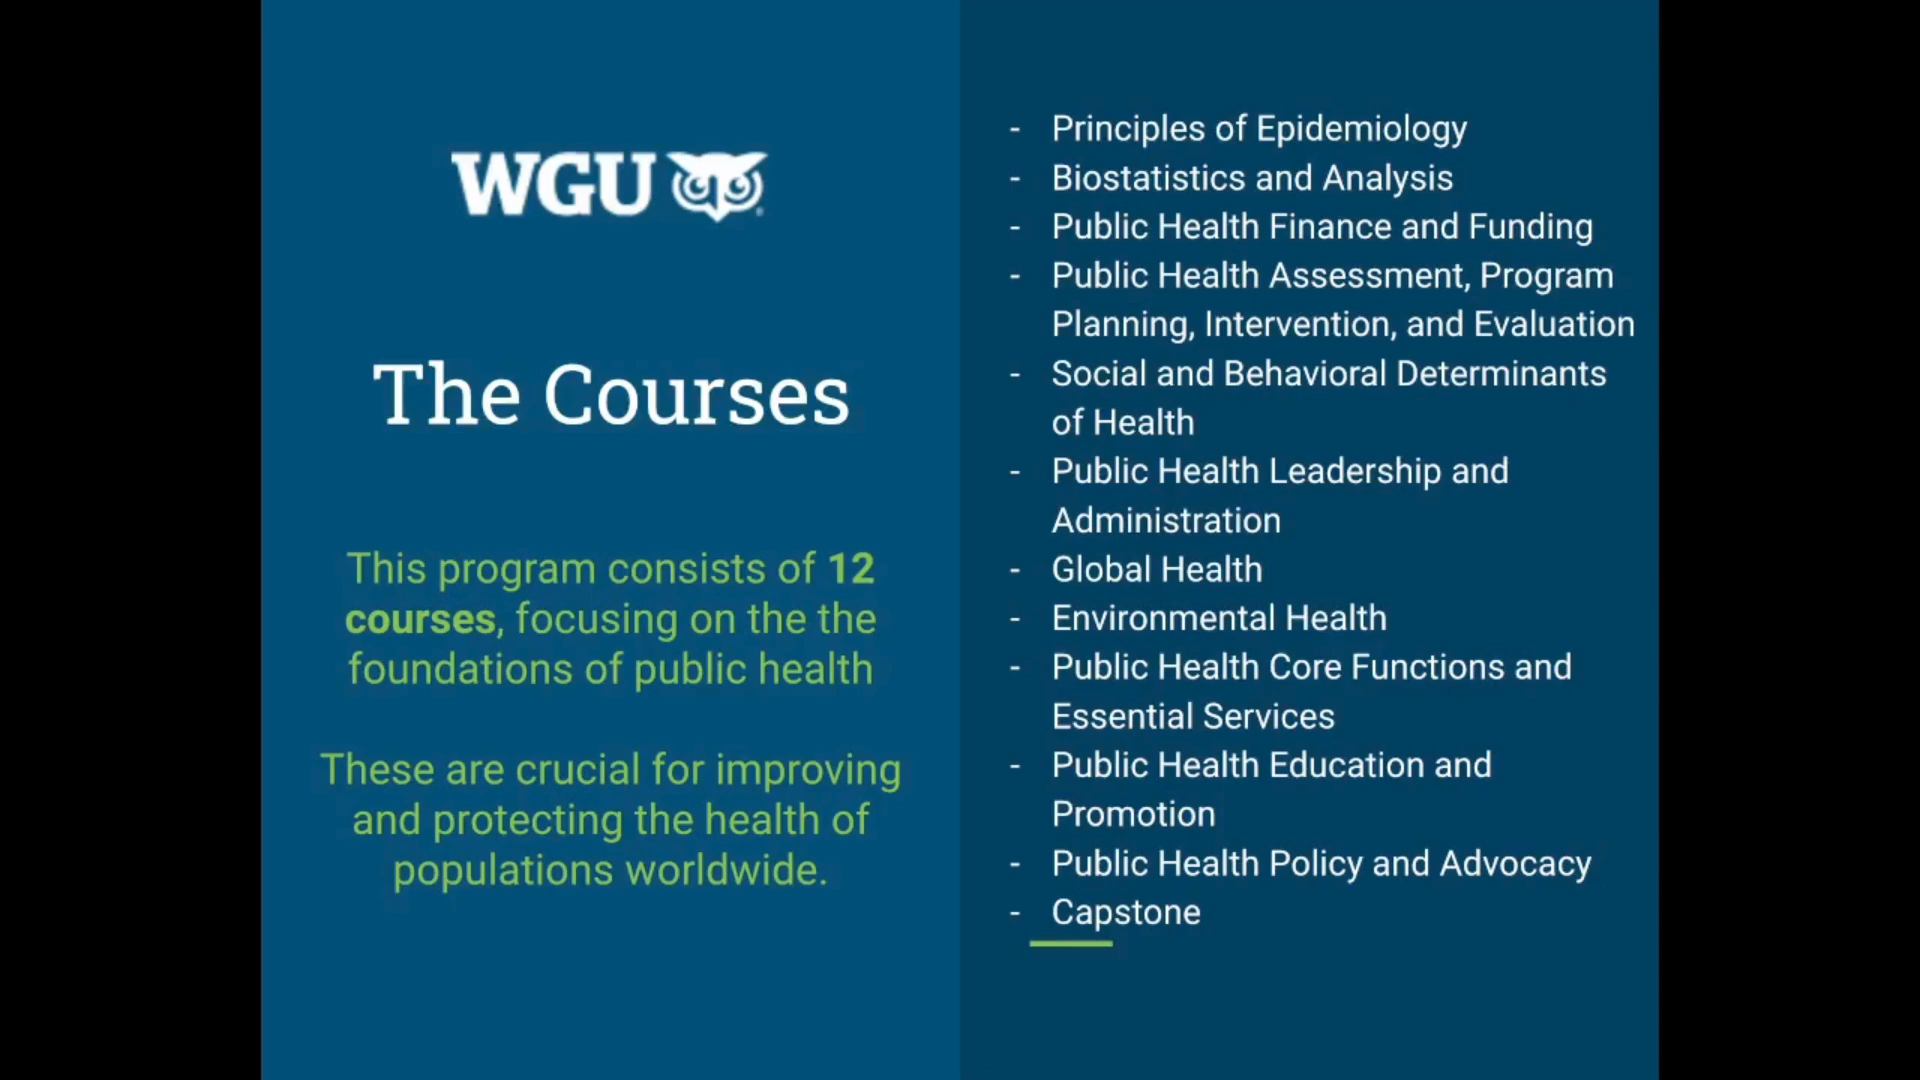 WGU
The Courses
This program consists of 12
courses, focusing on the the
foundations of public health
These are crucial for improving
and protecting the health of
populations worldwide.
- Principles of Epidemiology
- Biostatistics and Analysis
- Public Health Finance and Funding
- Public Health Assessment, Program
Planning, Intervention, and Evaluation
- Social and Behavioral Determinants
of Health
- Public Health Leadership and
Administration
- Global Health
- Environmental Health
- Public Health Core Functions and
Essential Services
- Public Health Education and
Promotion
- Public Health Policy and Advocacy
- Capstone